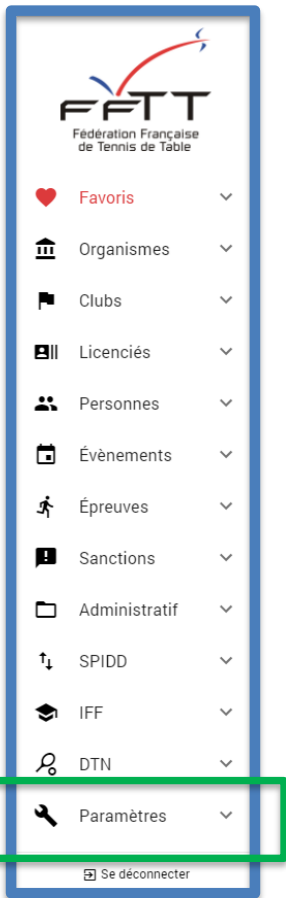 FFTT
Fédération Française
de Tennis de Table
Favoris
Organismes
Clubs
Licenciés
Personnes
Évènements
Épreuves
Sanctions
Administratif
SPIDD
IFF
DTN
Paramètres
Se déconnecter